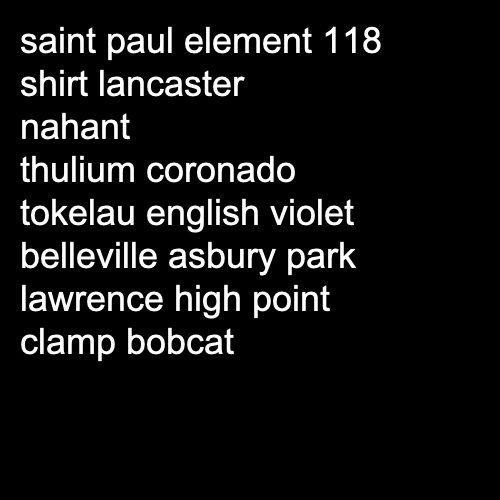 saint paul element 118
shirt lancaster
nahant
thulium coronado
tokelau english violet
belleville asbury park
lawrence high point
clamp bobcat